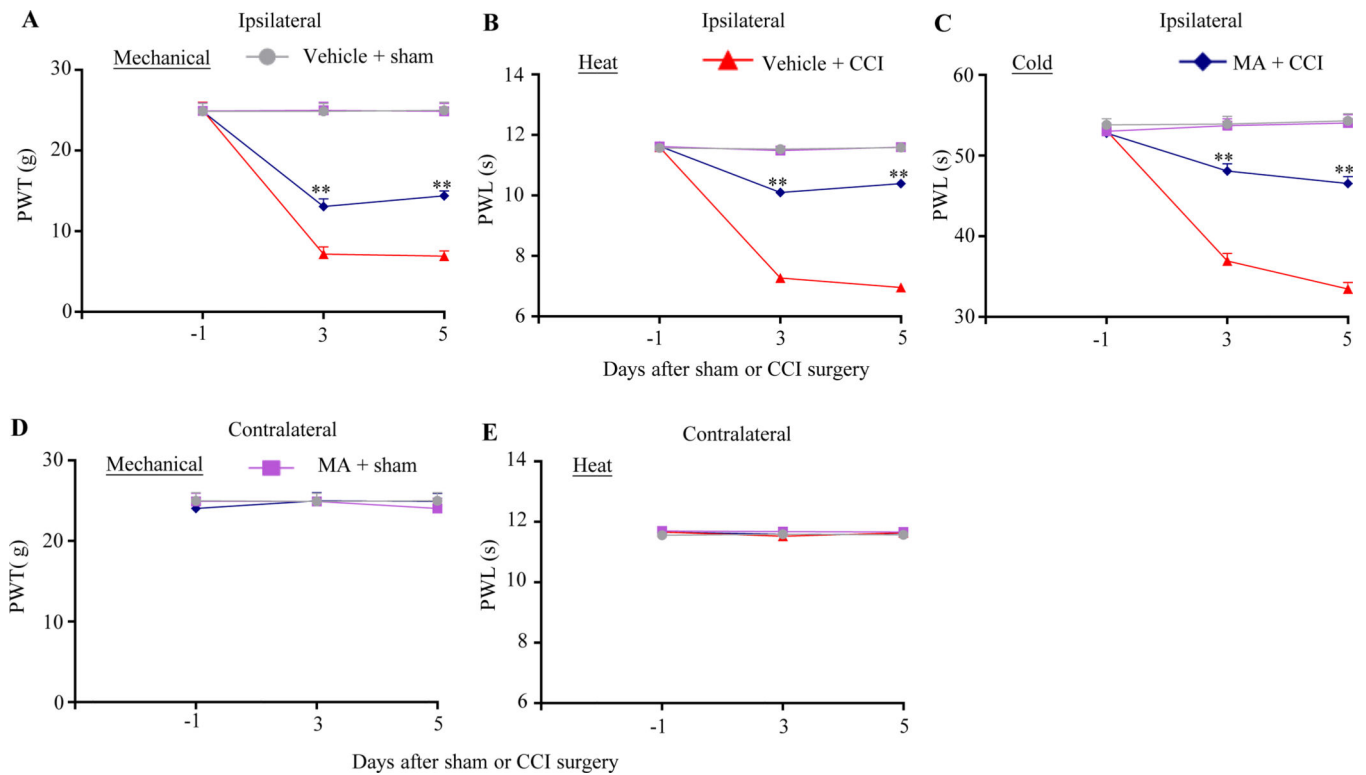 A
Ipsilateral
Mechanical
Vehicle + sham
30
20
10
0
PWT (g)
**
**
-1
3
5
B
Ipsilateral
Heat
Vehicle + CCI
14
12
10
8
6
PWL (s)
**
**
-1
3
5
C
Ipsilateral
Cold
MA + CCI
60
50
40
30
PWL (s)
**
**
-1
3
5
Days after sham or CCI surgery
D
Contralateral
Mechanical
MA + sham
30
20
10
0
PWT( g)
-1
3
5
E
Contralateral
Heat
14
12
10
8
6
PWL (s)
-1
3
5
Days after sham or CCI surgery